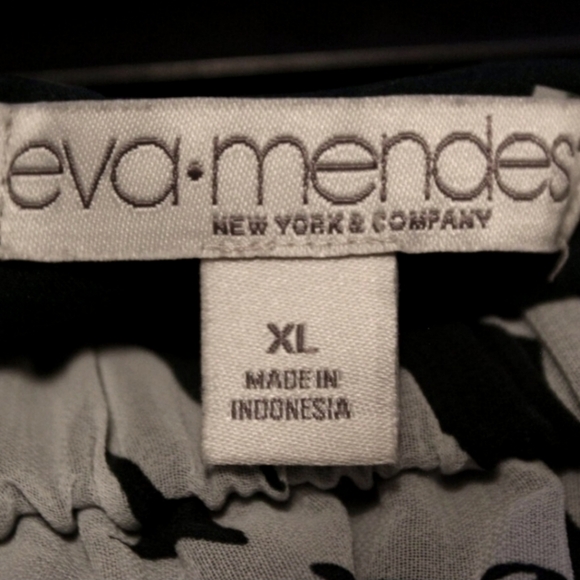 eva·mendes
NEW YORK & COMPANY
XL
MADE IN
INDONESIA